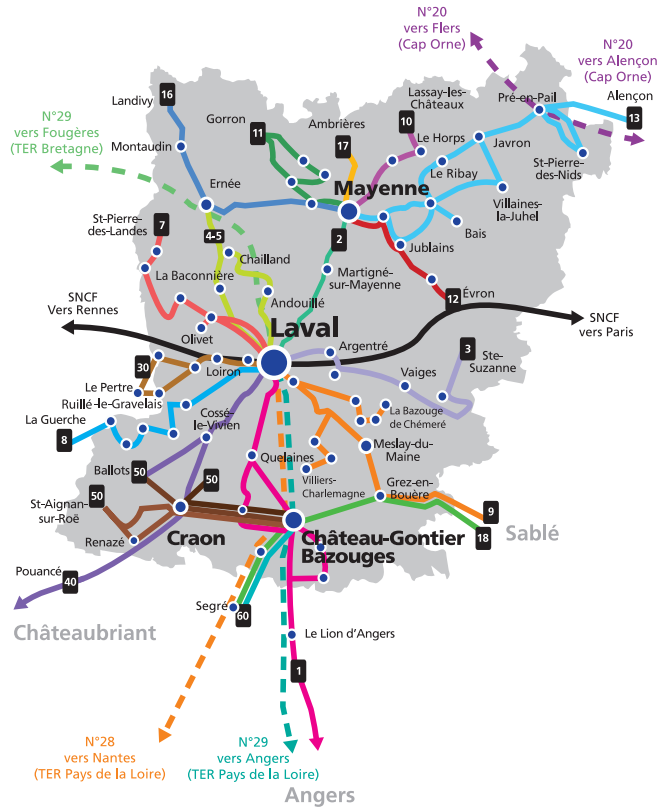 N°20
vers Flers
(Cap Orne)
N°20
vers Alençon
(Cap Orne)
Lassay-les-
Châteaux
Pré-en-Pail
Alençon
16
Landivy
10
13
Gorron
Ambrières
11
17
N°29
vers Fougères
(TER Bretagne)
Montaudin
Le Horps
Javron
St-Pierre-
des-Nids
Le Ribay
Ernée
Mayenne
Villaines-
la-Juhel
St-Pierre-
des-Landes
7
4-5
2
Bais
Jublains
Chailland
La Baconnière
Martigné-
sur-Mayenne
Andouillé
12
Évron
SNCF
Vers Rennes
SNCF
vers Paris
Laval
Olivet
Argentré
3
Ste-
Suzanne
30
Loiron
Vaiges
Le Pertre
Ruillé-le-Gravelais
La Guerche
8
Cossé-
le-Vivien
La Bazouge
de Chémeré
Meslay-du-
Maine
Quelaines
Ballots
50
50
Villiers-
Charlemagne
50
St-Aignan-
sur-Roë
Grez-en-
Bouère
9
Sablé
18
Renazé
Craon
Château-Gontier
Bazouges
Pouancé
40
Segré
60
Châteaubriant
Le Lion d'Angers
1
N°28
vers Nantes
(TER Pays de la Loire)
N°29
vers Angers
(TER Pays de la Loire)
Angers